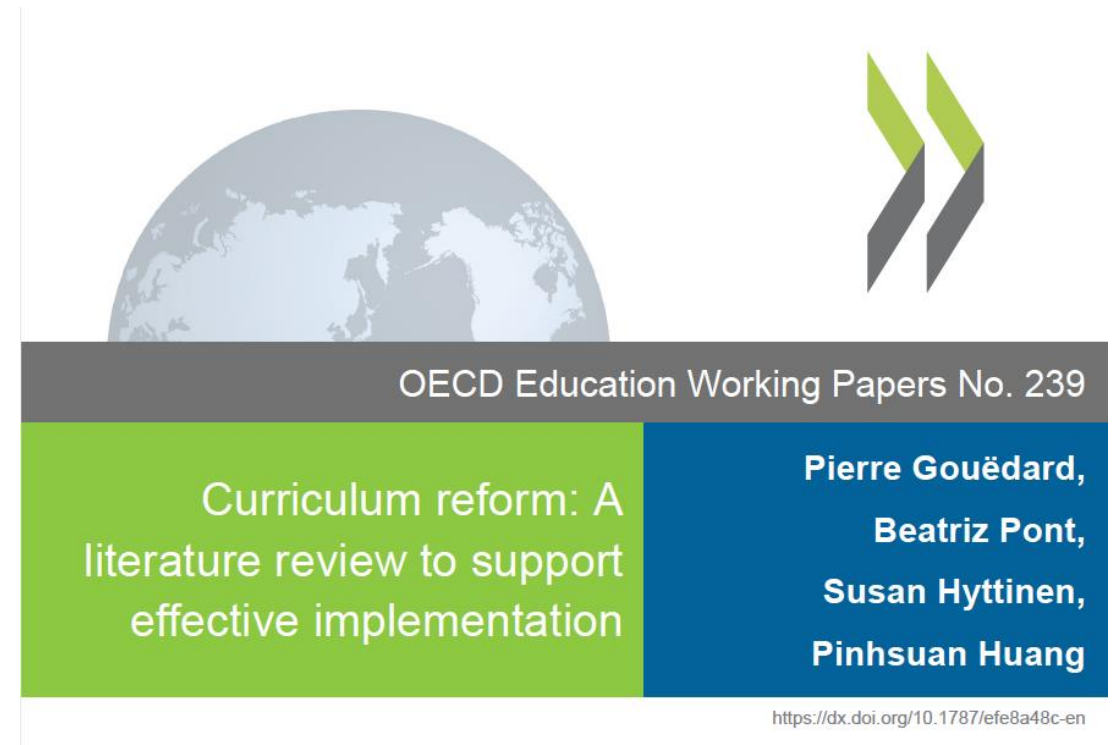 OECD Education Working Papers No. 239
Curriculum reform: A
literature review to support
effective implementation
Pierre Gouëdard,
Beatriz Pont,
Susan Hyttinen,
Pinhsuan Huang
https://dx.doi.org/10.1787/efe8a48c-en